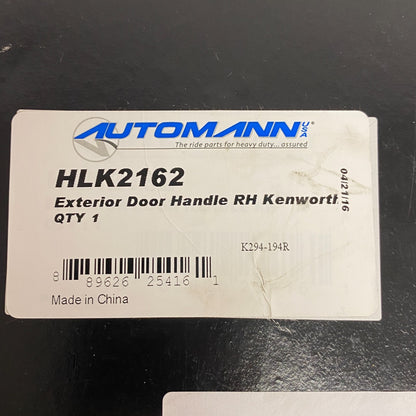 AUTOMANN USA
The ride parts for heavy duty... assured
HLK2162
Exterior Door Handle RH Kenworth
QTY 1
04/21/16
K294-194R
8 89626 25416 1
Made in China